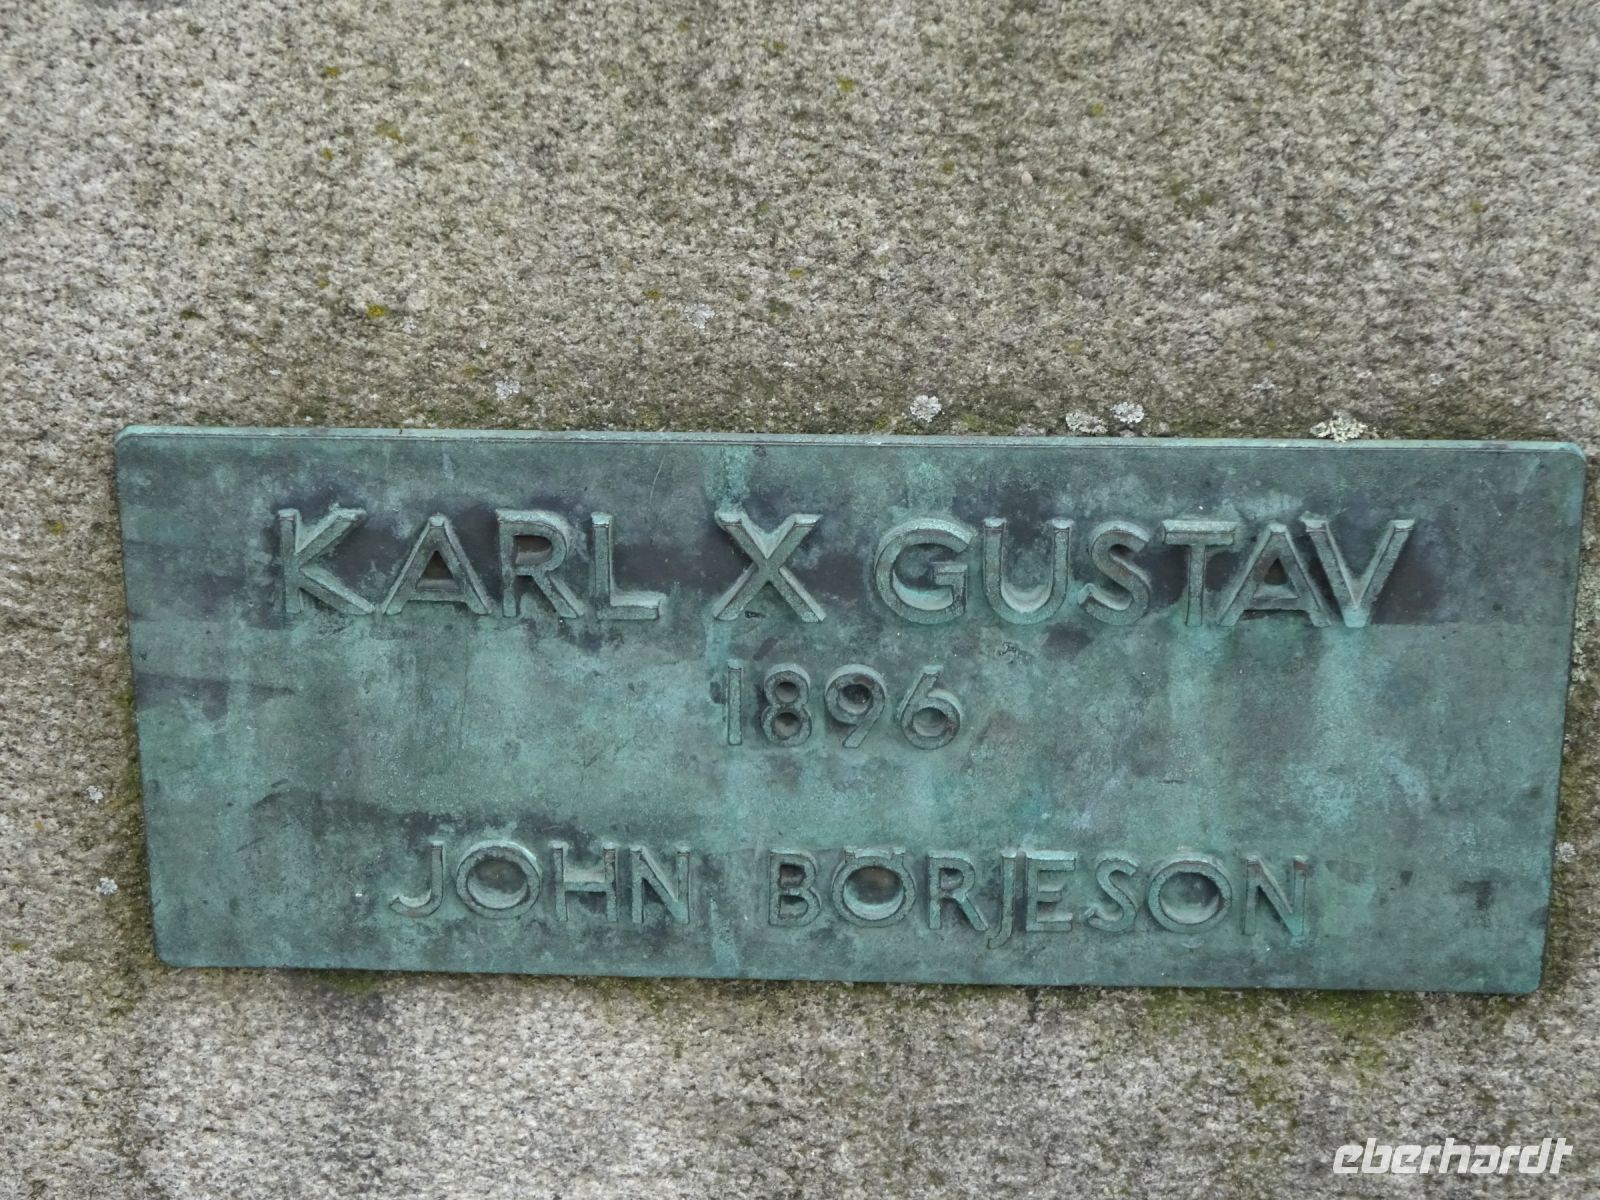 KARL X GUSTAV
1896
JOHN BÖRJESON
eberhardt